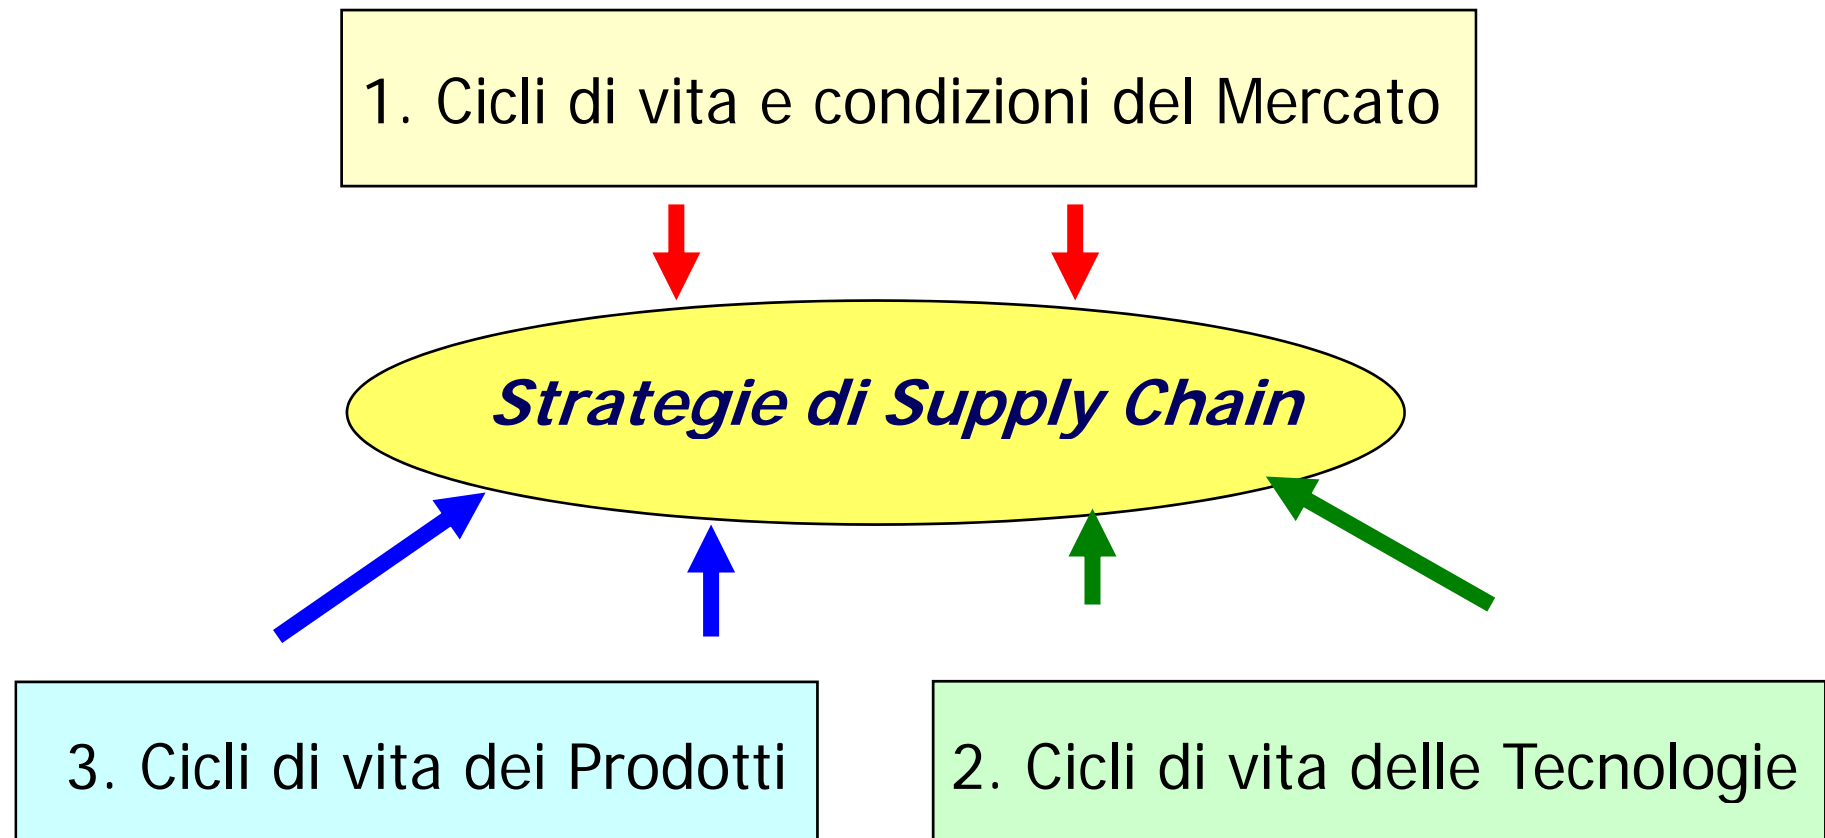 1. Cicli di vita e condizioni del Mercato
Strategie di Supply Chain
3. Cicli di vita dei Prodotti
2. Cicli di vita delle Tecnologie